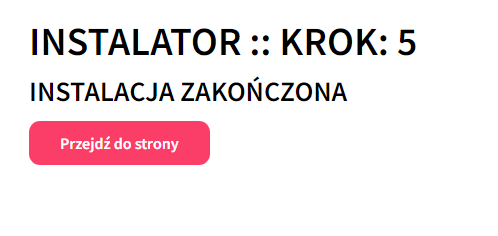 INSTALATOR :: KROK: 5
INSTALACJA ZAKOŃCZONA
Przejdź do strony